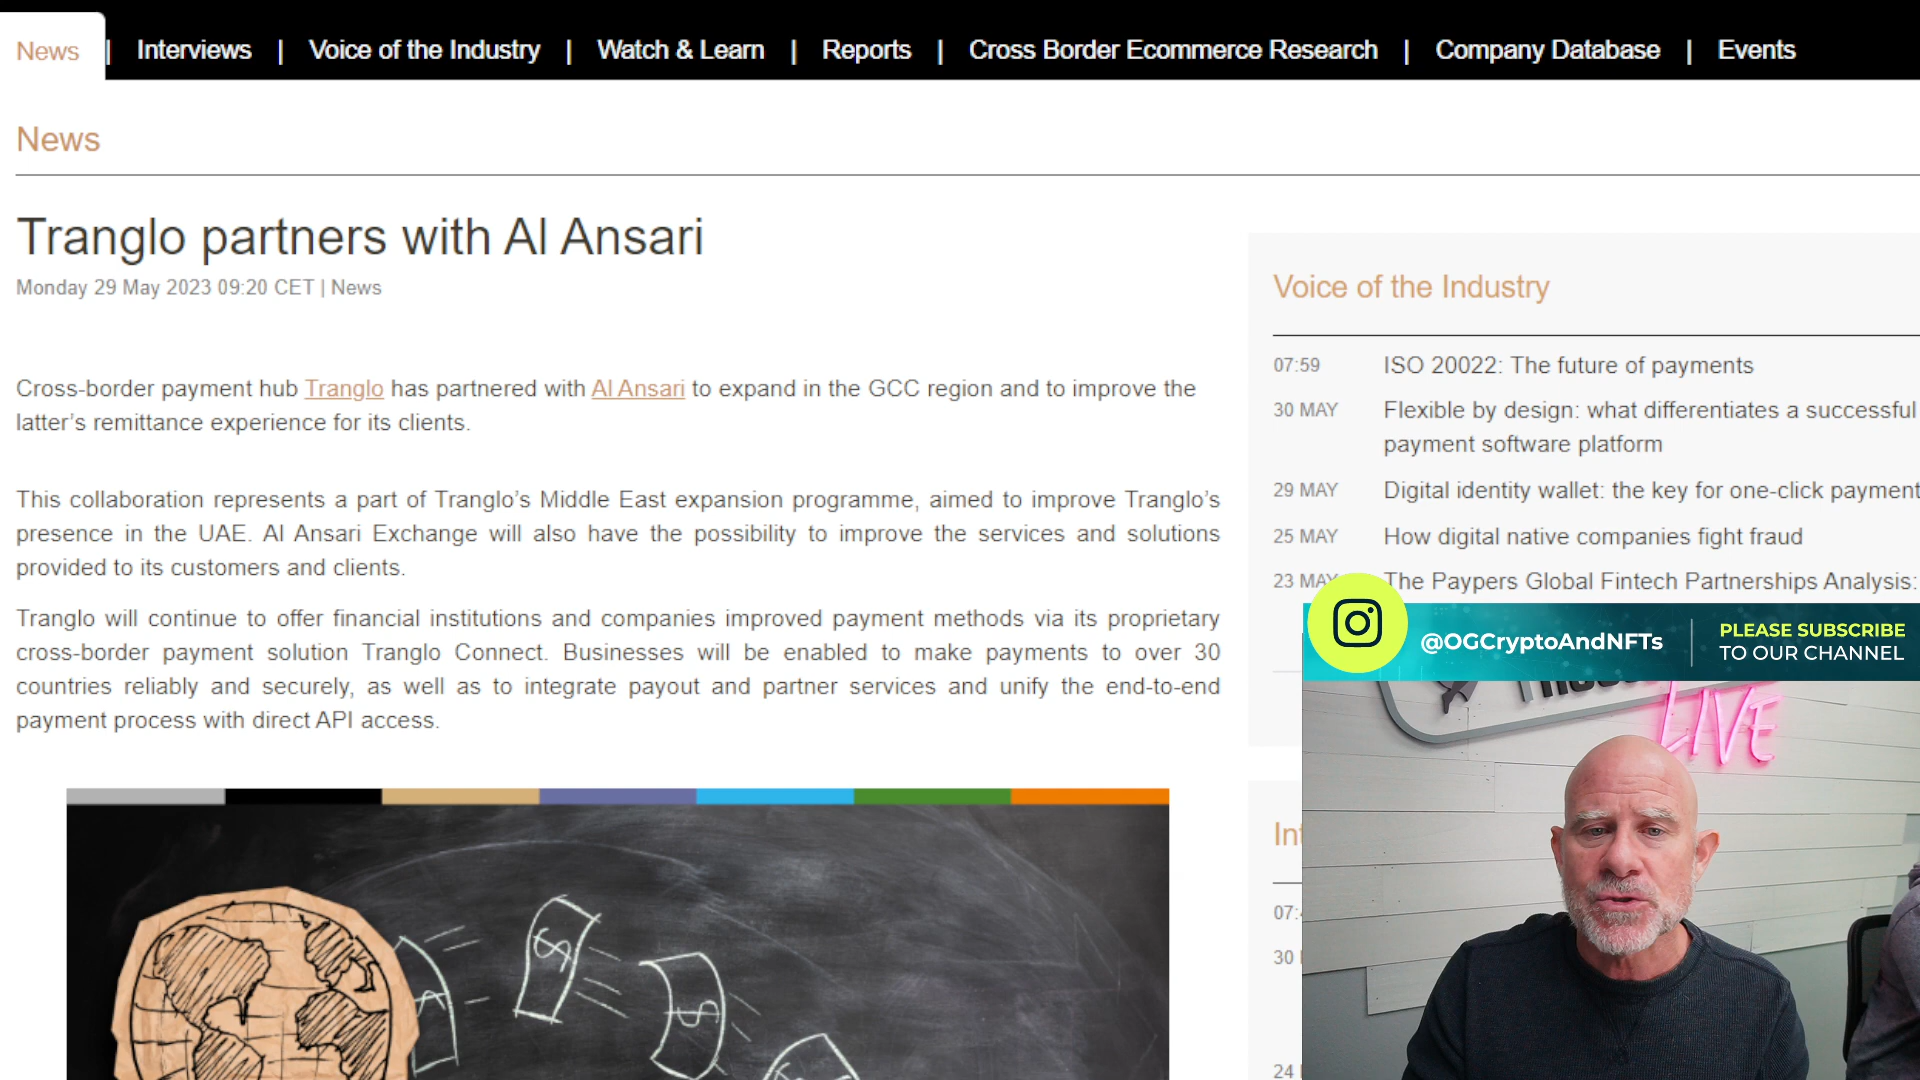 News | Interviews | Voice of the Industry | Watch & Learn | Reports | Cross Border Ecommerce Research | Company Database | Events
News
Tranglo partners with Al Ansari
Monday 29 May 2023 09:20 CET | News
Cross-border payment hub Tranglo has partnered with Al Ansari to expand in the GCC region and to improve the
latter’s remittance experience for its clients.
This collaboration represents a part of Tranglo’s Middle East expansion programme, aimed to improve Tranglo’s
presence in the UAE. Al Ansari Exchange will also have the possibility to improve the services and solutions
provided to its customers and clients.
Tranglo will continue to offer financial institutions and companies improved payment methods via its proprietary
cross-border payment solution Tranglo Connect. Businesses will be enabled to make payments to over 30
countries reliably and securely, as well as to integrate payout and partner services and unify the end-to-end
payment process with direct API access.
Voice of the Industry
07:59 ISO 20022: The future of payments
30 MAY Flexible by design: what differentiates a successful
payment software platform
29 MAY Digital identity wallet: the key for one-click payment
25 MAY How digital native companies fight fraud
23 MAY The Paypers Global Fintech Partnerships Analysis:
@OGCryptoAndNFTs
PLEASE SUBSCRIBE
TO OUR CHANNEL
LIVE
07:
30
24